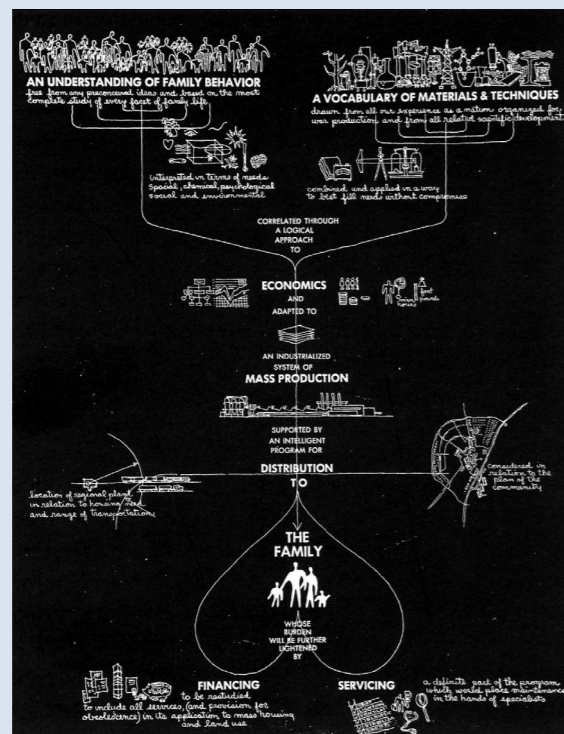 AN UNDERSTANDING OF FAMILY BEHAVIOR
free from any preconceived ideas and based on the most
complete study of every facet of family life
interpreted in terms of needs
Spacial, chemical, psychological
social and environmental
A VOCABULARY OF MATERIALS & TECHNIQUES
drawn from all our experience as a nation organized for
war production and from all related scientific development
combined and applied in a way
to best fill needs without compromise
CORRELATED THROUGH
A LOGICAL
APPROACH
TO
ECONOMICS
AND
ADAPTED TO
man
hours
foot
pounds
AN INDUSTRIALIZED
SYSTEM OF
MASS PRODUCTION
SUPPORTED BY
AN INTELLIGENT
PROGRAM FOR
DISTRIBUTION
TO
location of regional plant
in relation to housing need
and range of transportation
considered in
relation to the
plan of the
community
THE
FAMILY
WHOSE
BURDEN
WILL BE FURTHER
LIGHTENED
BY
FINANCING
to be restudied
to include all services, (and provision for
obsolescence) in its application to mass housing
and land use
SERVICING
a definite part of the program
which would place maintenance
in the hands of specialists